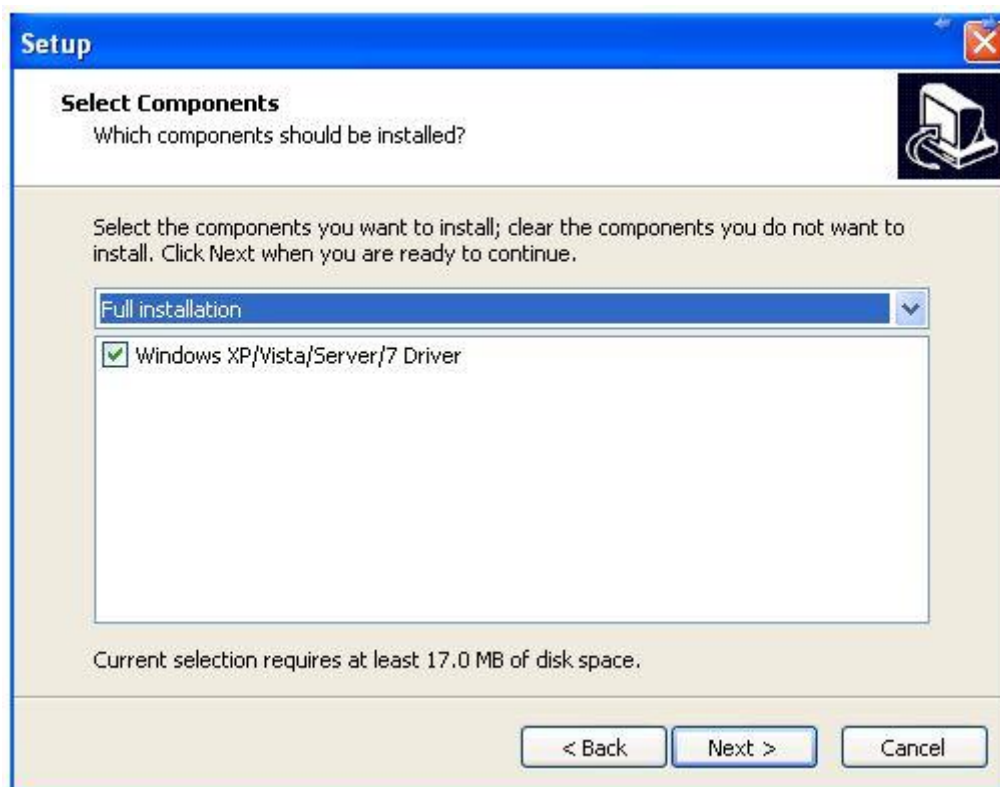 Setup
Select Components
Which components should be installed?
Select the components you want to install; clear the components you do not want to
install. Click Next when you are ready to continue.
Full installation
Windows XP/Vista/Server/7 Driver
Current selection requires at least 17.0 MB of disk space.
< Back
Next >
Cancel